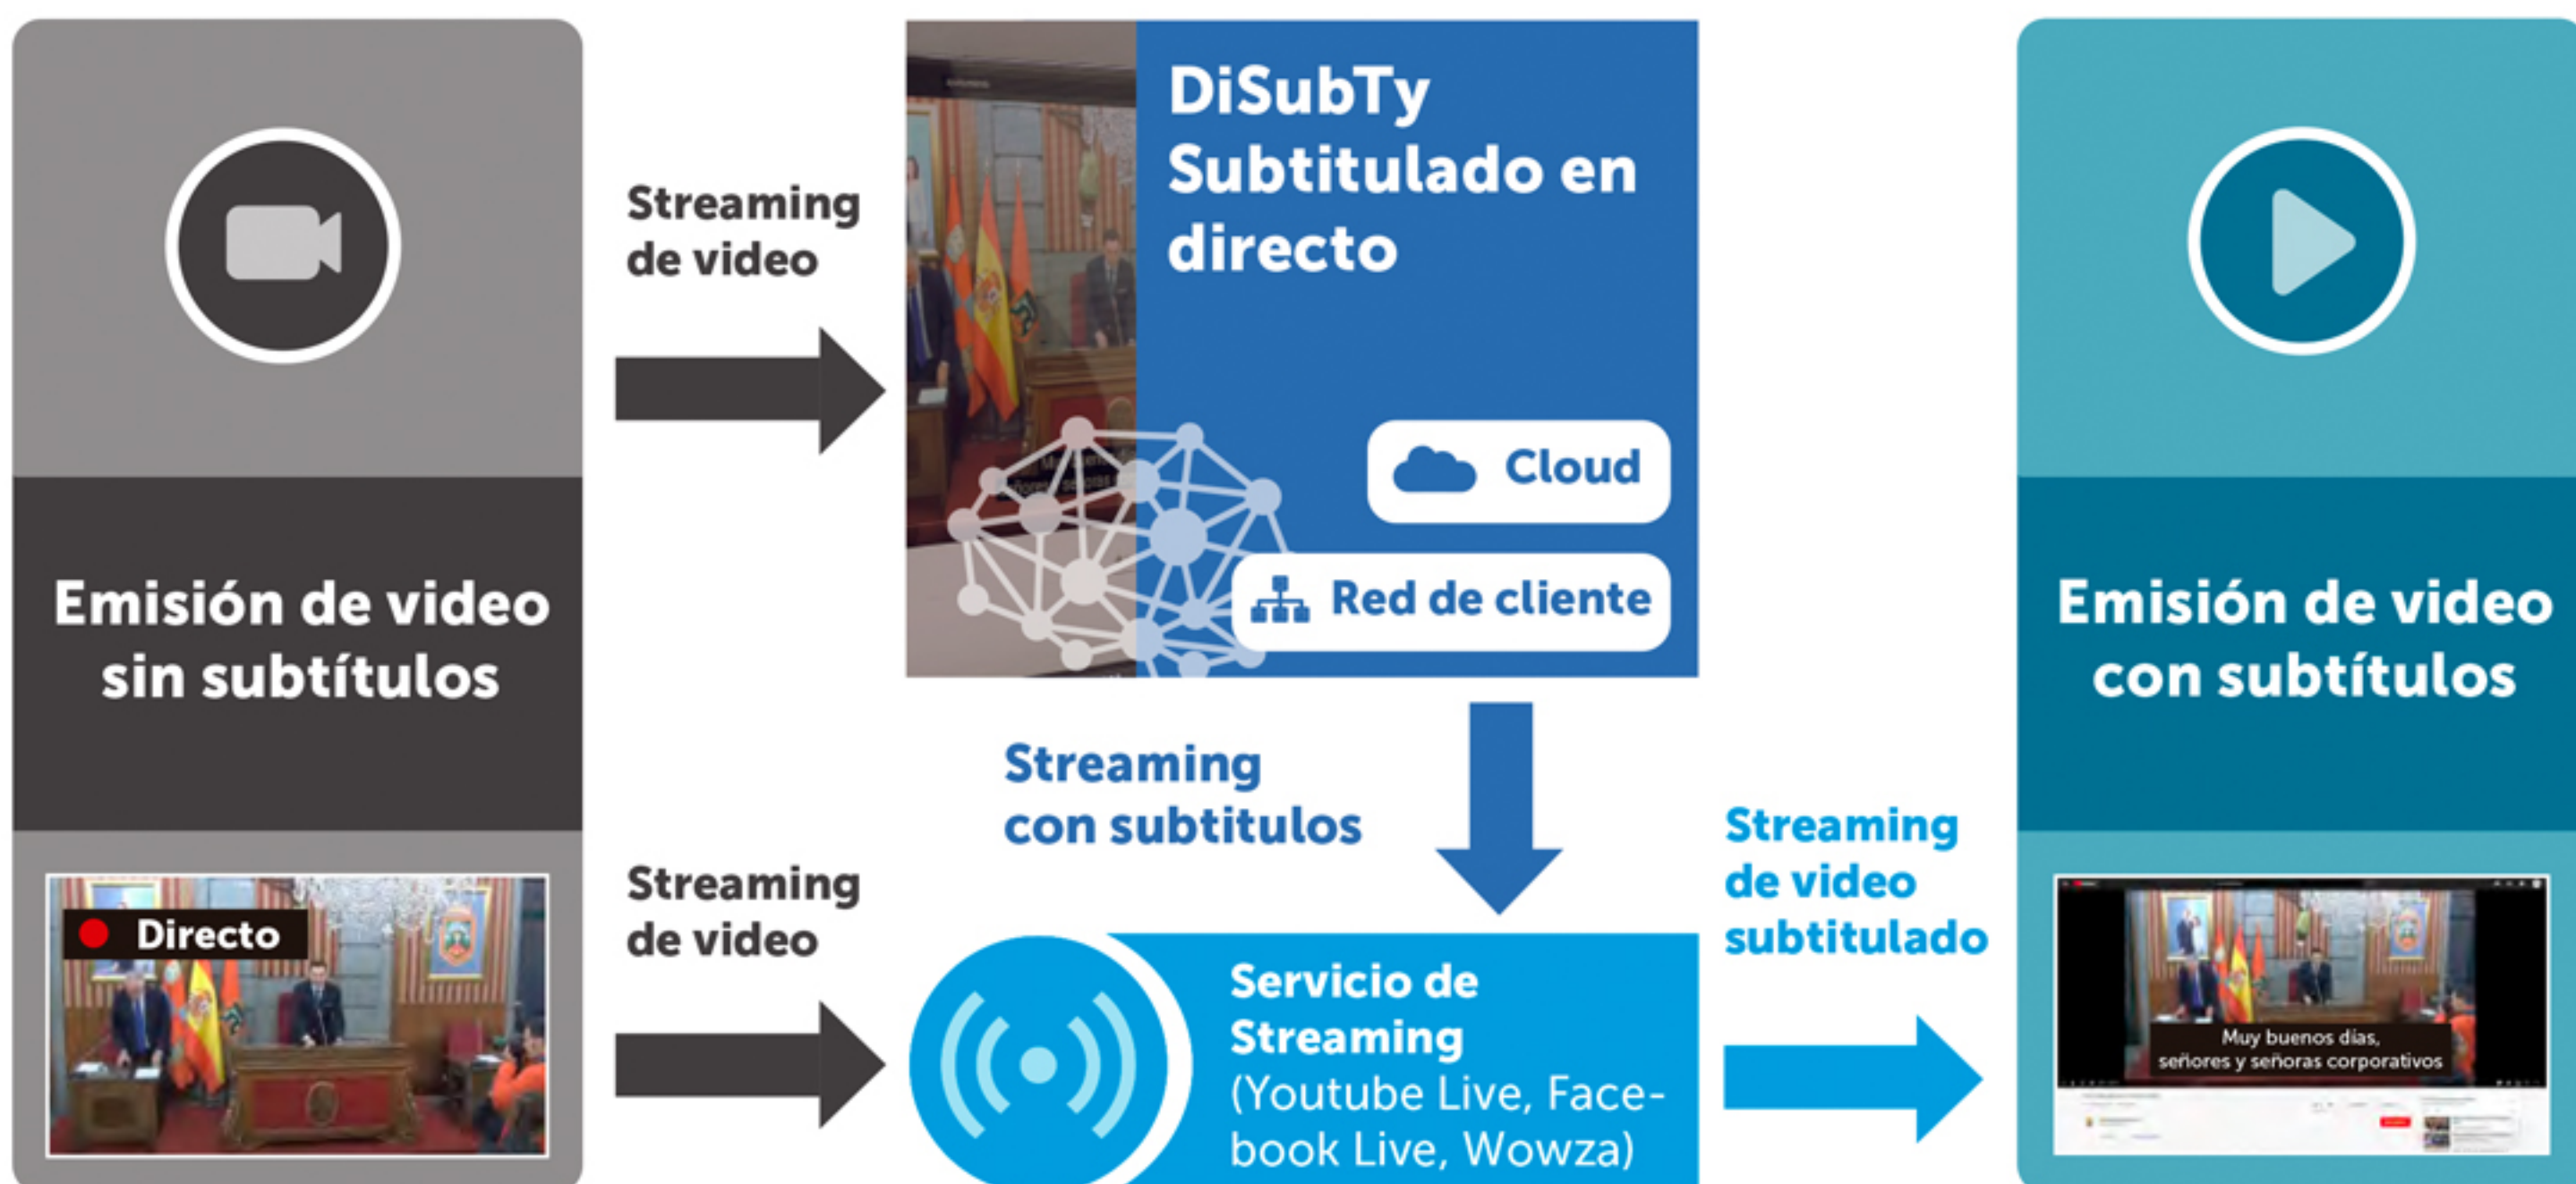 Emisión de video
sin subtítulos
Directo
Streaming
de video
Streaming
de video
DiSubTy
Subtitulado en
directo
Cloud
Red de cliente
Streaming
con subtitulos
Servicio de
Streaming
(Youtube Live, Face-
book Live, Wowza)
Streaming
de video
subtitulado
Emisión de video
con subtítulos
Muy buenos días,
señores y señoras corporativos